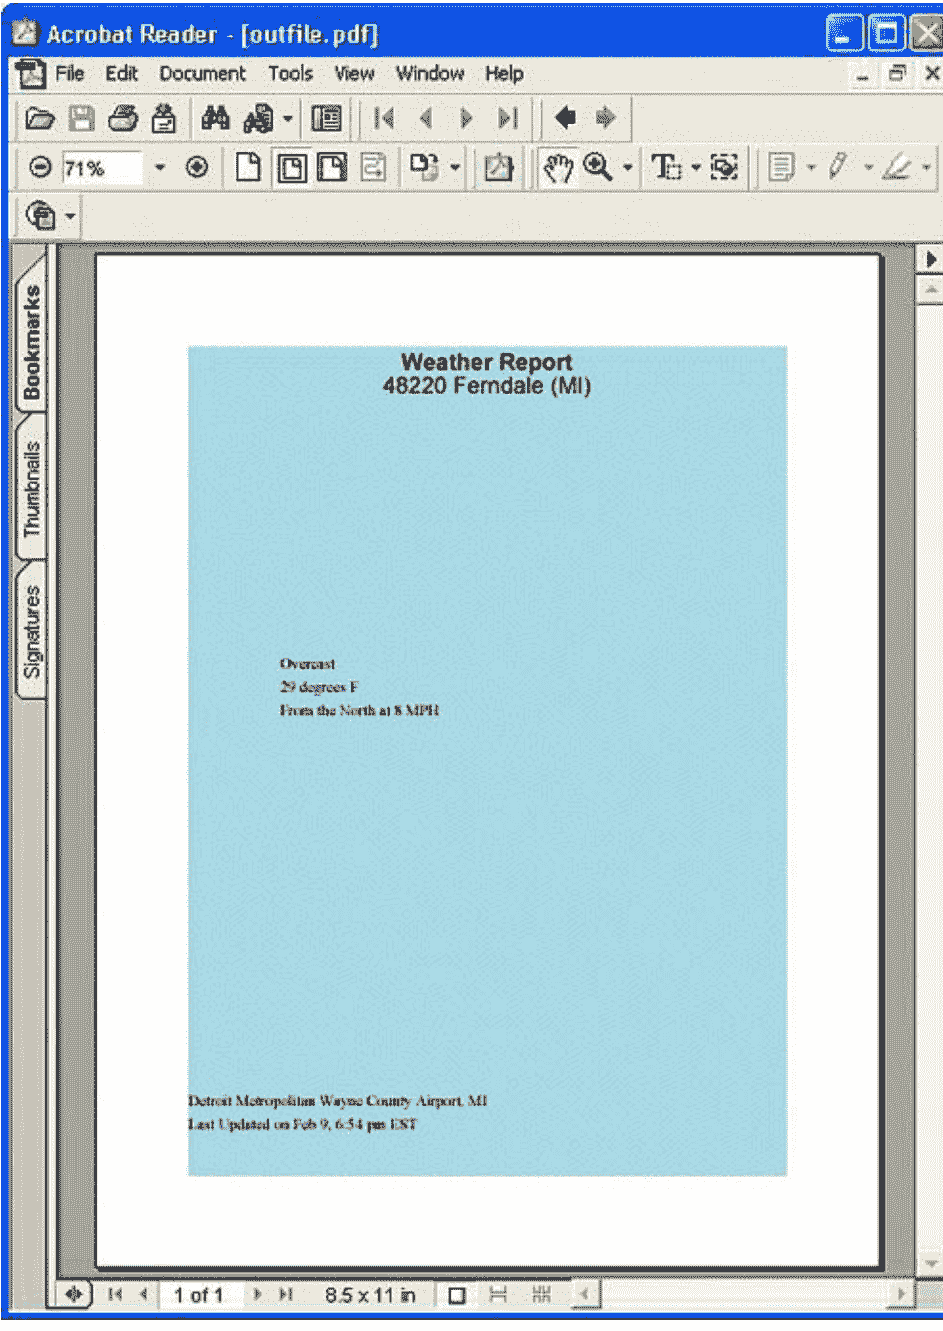 Acrobat Reader - [outfile.pdf]
File Edit Document Tools View Window Help
71%
Bookmarks
Thumbnails
Signatures
Weather Report
48220 Ferndale (MI)
Overcast
29 degrees F
From the North at 8 MPH
Detroit Metropolitan Wayne County Airport, MI
Last Updated on Feb 9, 6:54 pm EST
1 of 1 8.5 x 11 in